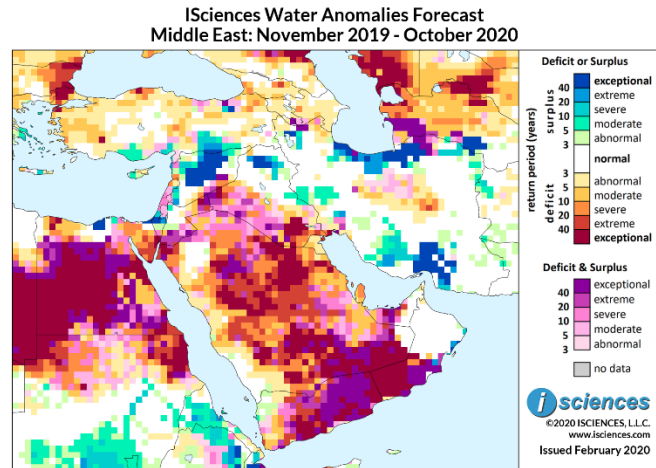 ISciences Water Anomalies Forecast
Middle East: November 2019 - October 2020
Deficit or Surplus
exceptional
40
extreme
20
severe
10
moderate
5
abnormal
3
normal
3
abnormal
5
moderate
10
severe
20
extreme
40
exceptional
return period (years)
surplus
deficit
Deficit & Surplus
exceptional
40
extreme
20
severe
10
moderate
5
abnormal
3
no data
i sciences
©2020 ISCIENCES, L.L.C.
www.isciences.com
Issued February 2020